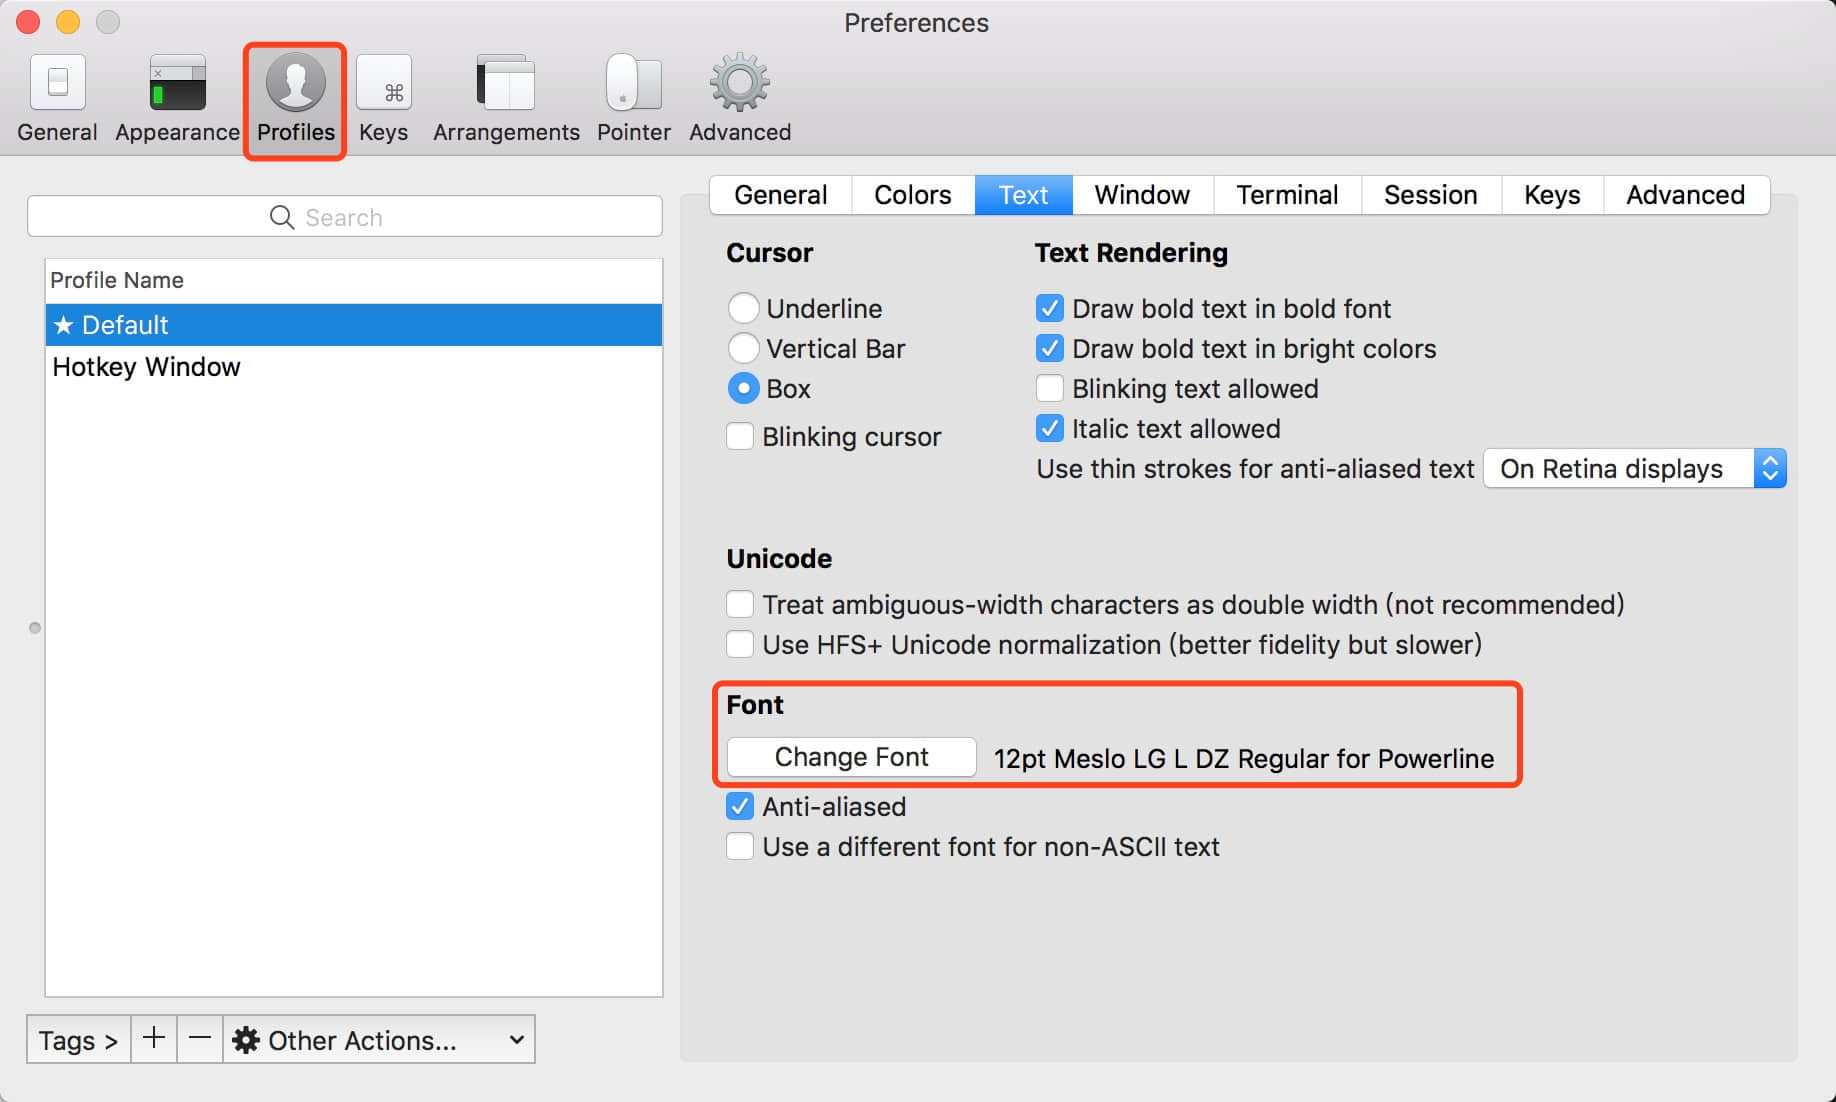 Preferences
General Appearance Profiles Keys Arrangements Pointer Advanced
Search
Profile Name
★ Default
Hotkey Window
Tags > + − Other Actions...
General Colors Text Window Terminal Session Keys Advanced
Cursor
Underline
Vertical Bar
Box
Blinking cursor
Text Rendering
Draw bold text in bold font
Draw bold text in bright colors
Blinking text allowed
Italic text allowed
Use thin strokes for anti-aliased text On Retina displays
Unicode
Treat ambiguous-width characters as double width (not recommended)
Use HFS+ Unicode normalization (better fidelity but slower)
Font
Change Font 12pt Meslo LG L DZ Regular for Powerline
Anti-aliased
Use a different font for non-ASCII text